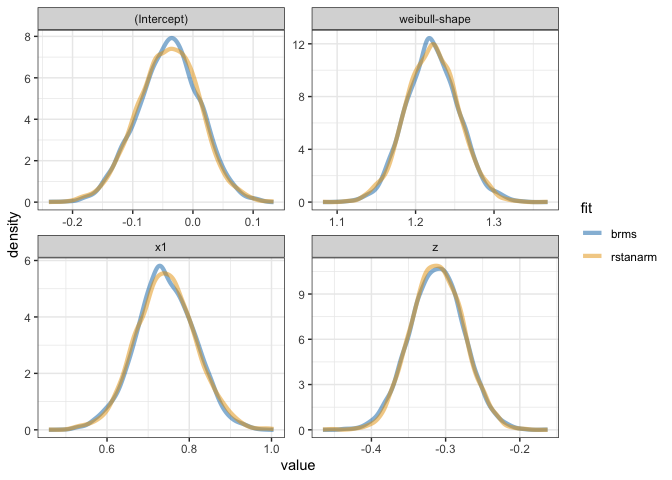 (Intercept)
weibull-shape
8
6
4
2
0
-0.2 -0.1 0.0 0.1
12
8
4
0
1.1 1.2 1.3
density
x1
z
6
4
2
0
0.6 0.8 1.0
9
6
3
0
-0.4 -0.3 -0.2
value
fit
brms
rstanarm